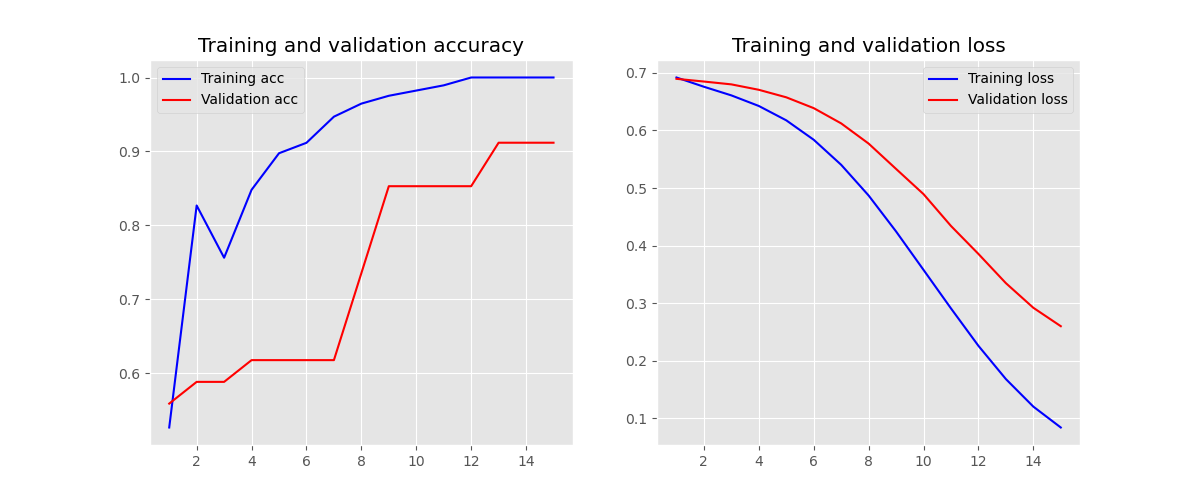 Training and validation accuracy
Training acc
Validation acc
1.0
0.9
0.8
0.7
0.6
2 4 6 8 10 12 14
Training and validation loss
Training loss
Validation loss
0.7
0.6
0.5
0.4
0.3
0.2
0.1
2 4 6 8 10 12 14